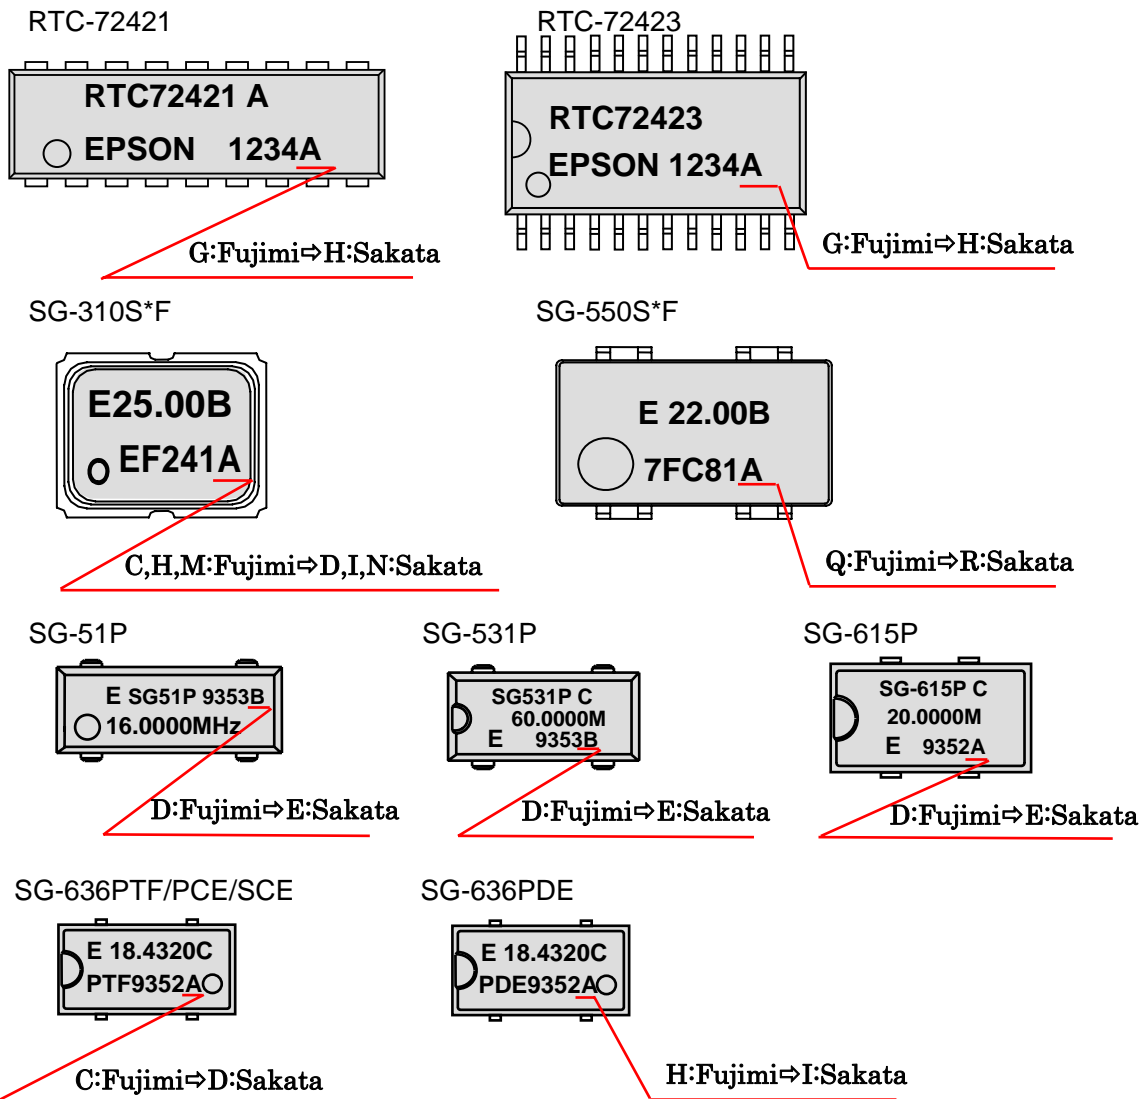 RTC-72421
RTC72421 A
EPSON 1234A
G:Fujimi⇨H:Sakata
RTC-72423
RTC72423
EPSON 1234A
G:Fujimi⇨H:Sakata
SG-310S*F
E25.00B
EF241A
C,H,M:Fujimi⇨D,I,N:Sakata
SG-550S*F
E 22.00B
7FC81A
Q:Fujimi⇨R:Sakata
SG-51P
E SG51P 9353B
16.0000MHz
D:Fujimi⇨E:Sakata
SG-531P
SG531P C
60.0000M
E 9353B
D:Fujimi⇨E:Sakata
SG-615P
SG-615P C
20.0000M
E 9352A
D:Fujimi⇨E:Sakata
SG-636PTF/PCE/SCE
E 18.4320C
PTF9352A
C:Fujimi⇨D:Sakata
SG-636PDE
E 18.4320C
PDE9352A
H:Fujimi⇨I:Sakata